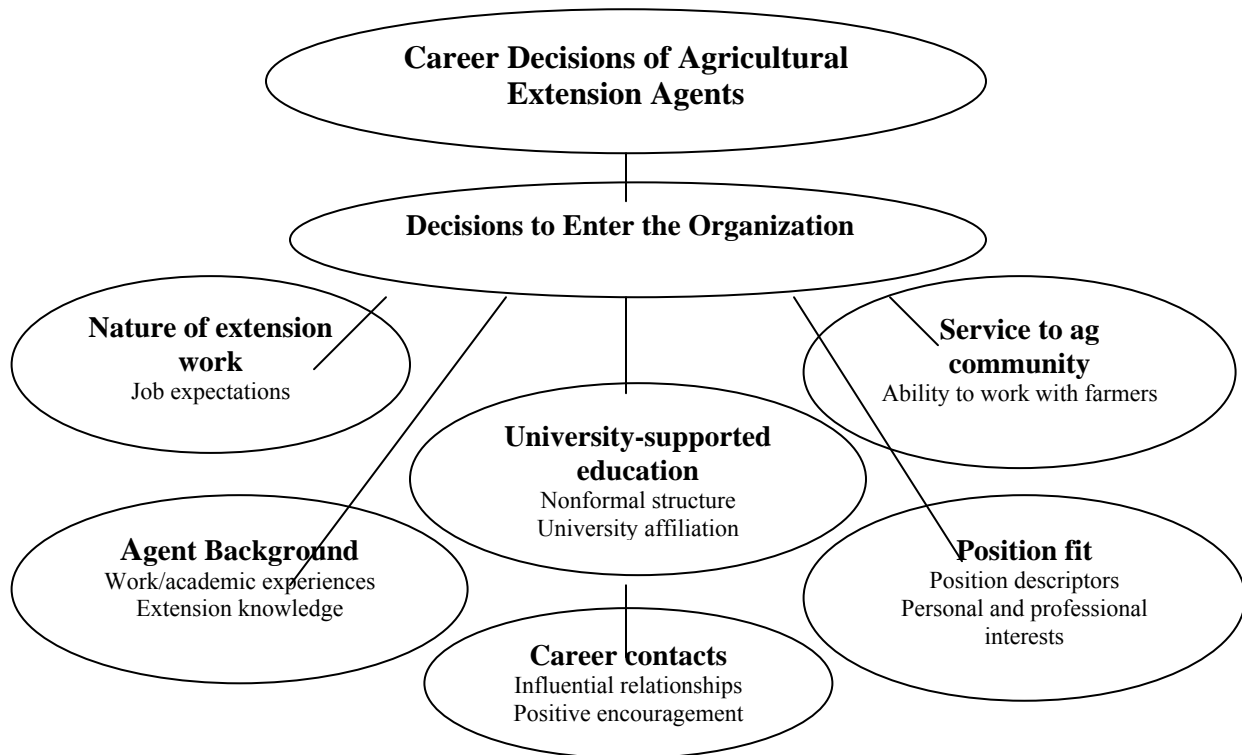 Career Decisions of Agricultural
Extension Agents
Decisions to Enter the Organization
Nature of extension
work
Job expectations
Service to ag
community
Ability to work with farmers
University-supported
education
Nonformal structure
University affiliation
Agent Background
Work/academic experiences
Extension knowledge
Position fit
Position descriptors
Personal and professional
interests
Career contacts
Influential relationships
Positive encouragement